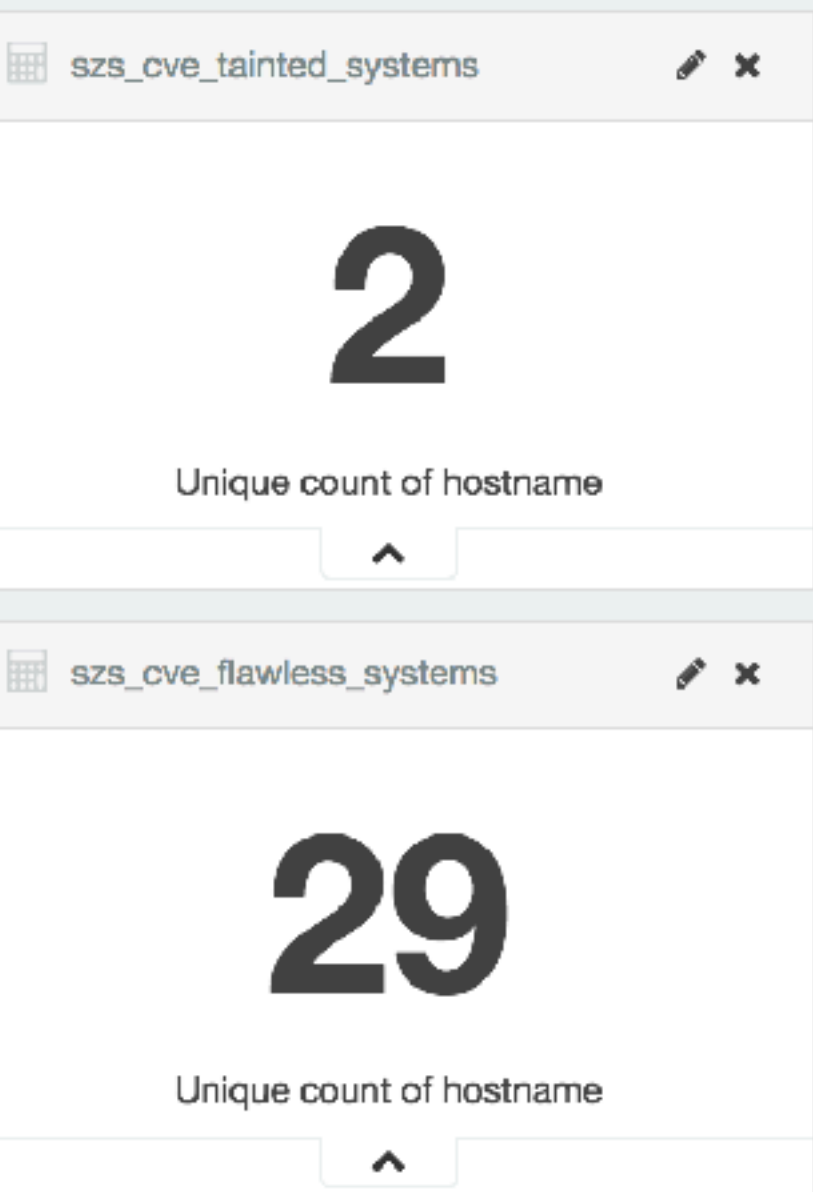 szs_cve_tainted_systems
2
Unique count of hostname
szs_cve_flawless_systems
29
Unique count of hostname